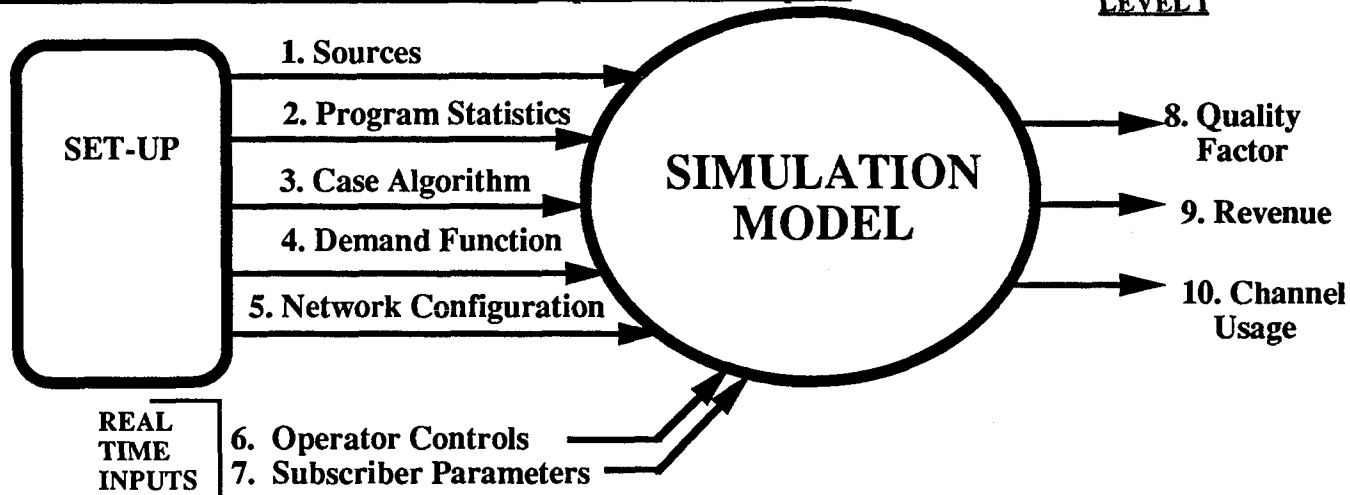 LEVEL 1
SET-UP
1. Sources
2. Program Statistics
3. Case Algorithm
4. Demand Function
5. Network Configuration
SIMULATION
MODEL
8. Quality
Factor
9. Revenue
10. Channel
Usage
REAL
TIME
INPUTS
6. Operator Controls
7. Subscriber Parameters